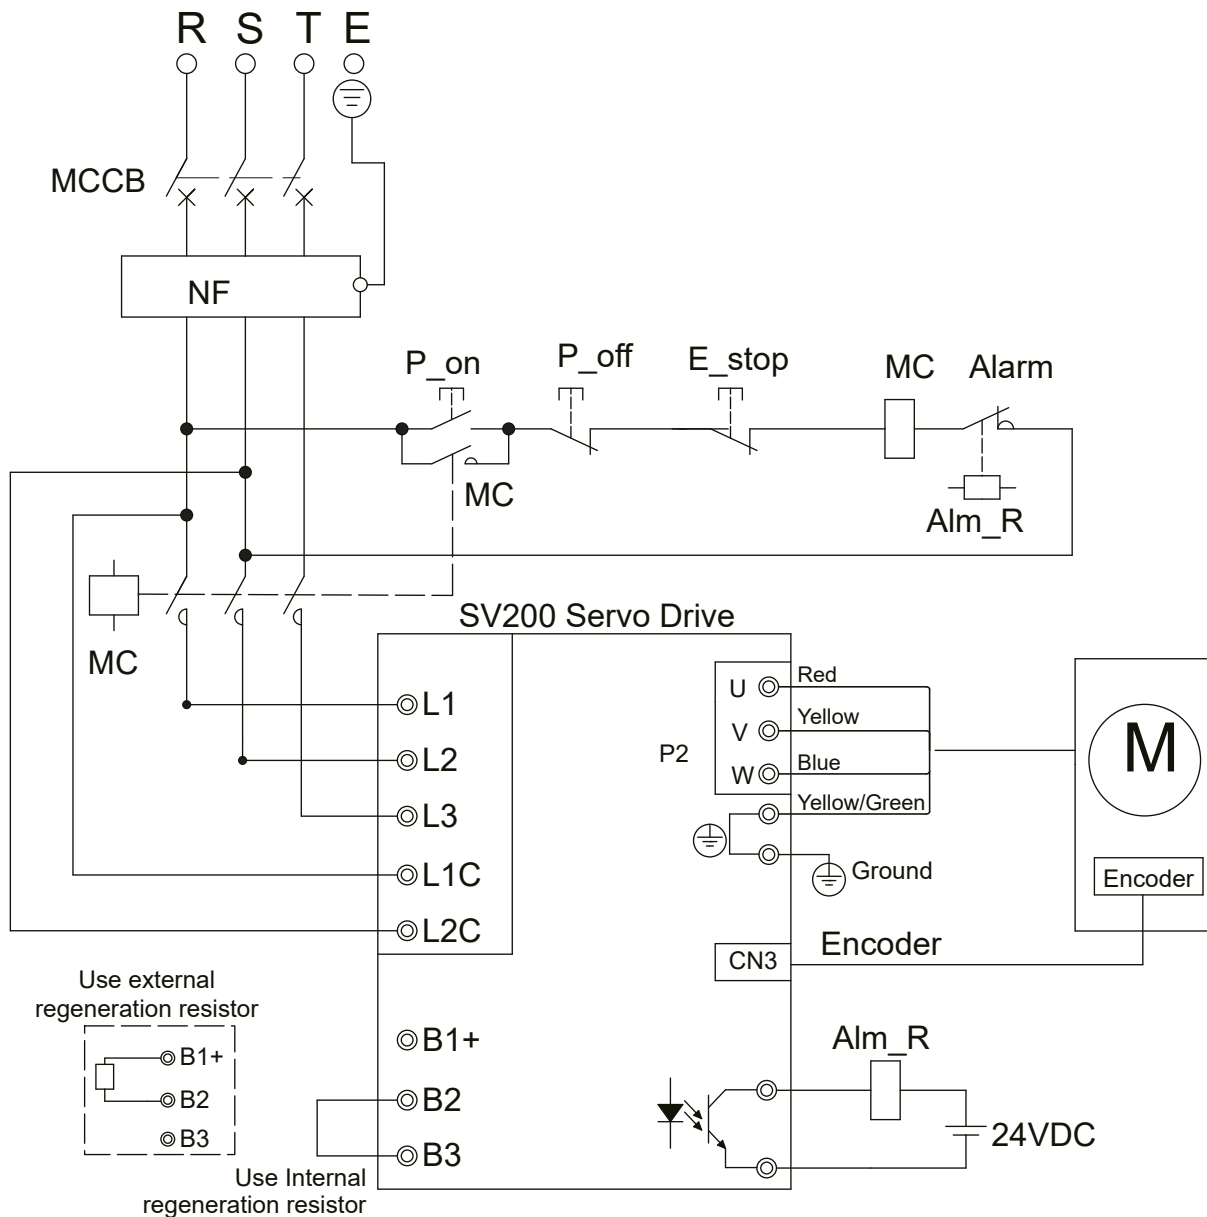 R S T E
MCCB
NF
P_on
P_off
E_stop
MC
Alarm
MC
Alm_R
MC
SV200 Servo Drive
L1
L2
L3
L1C
L2C
B1+
B2
B3
P2
U
V
W
Red
Yellow
Blue
Yellow/Green
Ground
M
Encoder
CN3
Encoder
Use external
regeneration resistor
B1+
B2
B3
Use Internal
regeneration resistor
Alm_R
24VDC